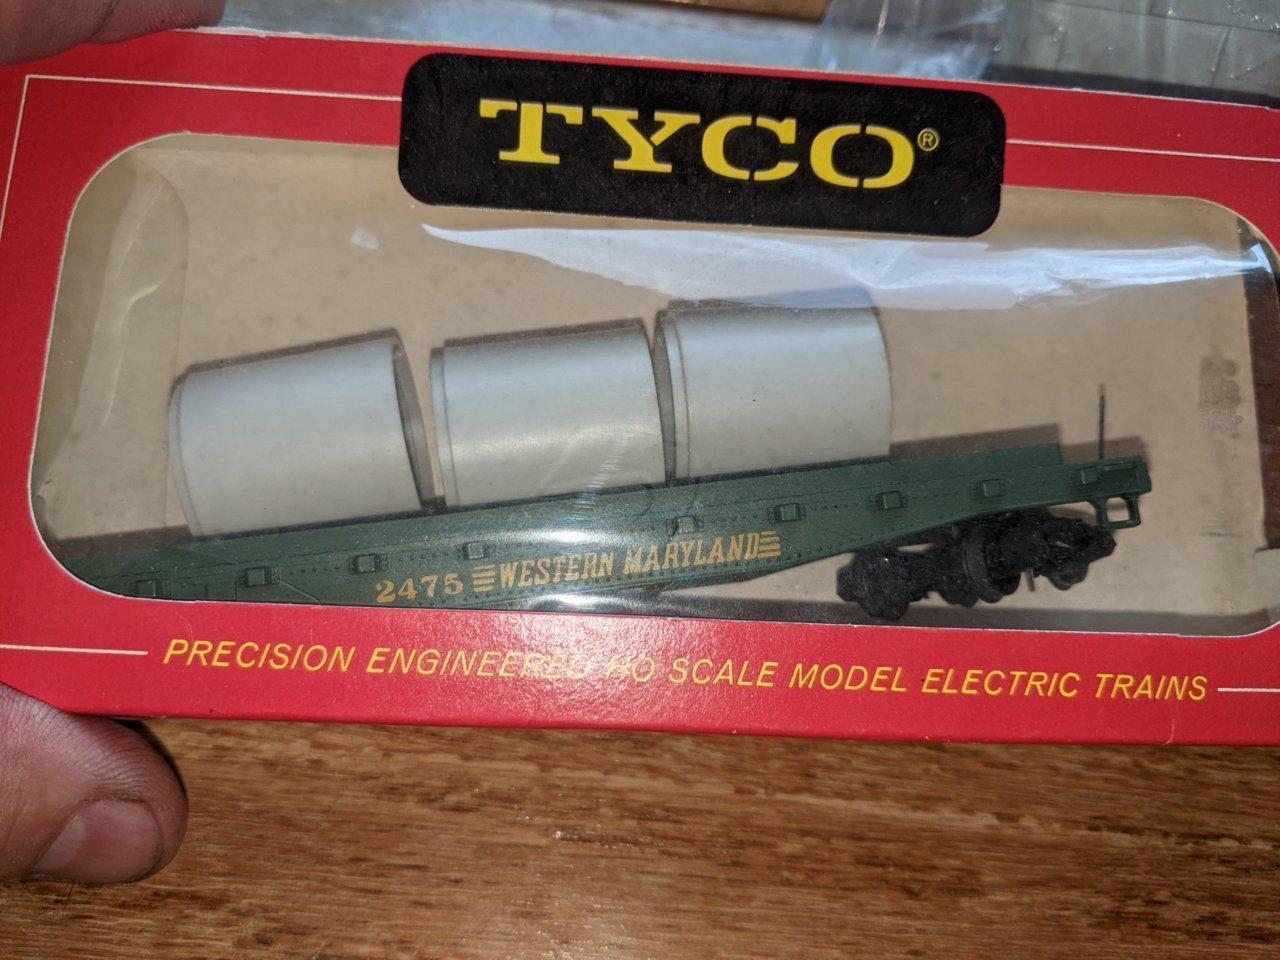 TYCO®
2475 WESTERN MARYLAND
PRECISION ENGINEERED HO SCALE MODEL ELECTRIC TRAINS